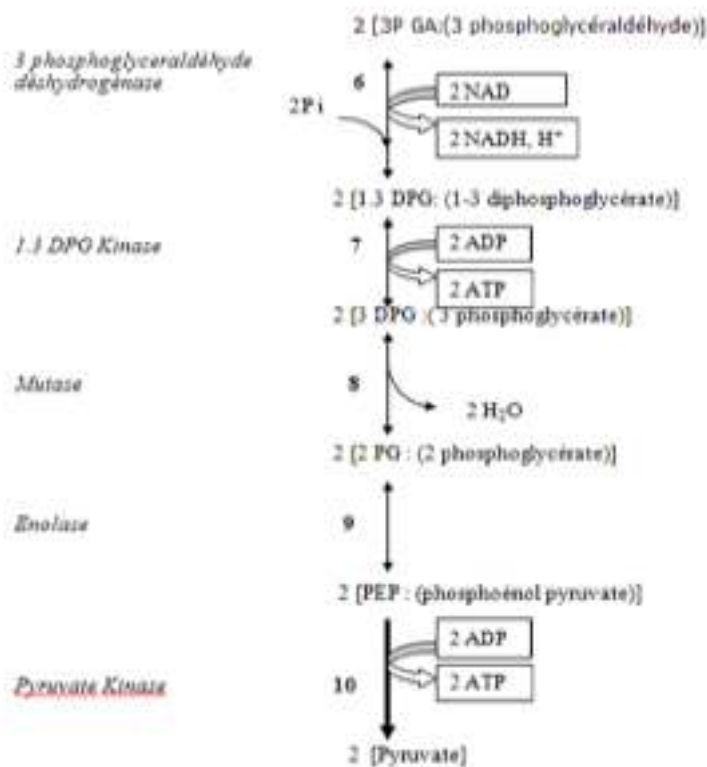 2 [3P GA:(3 phosphoglycéraldéhyde)]
3 phosphoglyceraldéhyde
déshydrogénase
6
2 NAD
2Pi
2 NADH, H⁺
2 [1.3 DPG: (1-3 diphosphoglycérate)]
1.3 DPG Kinase
7
2 ADP
2 ATP
2 [3 DPG :( 3 phosphoglycérate)]
Mutase
8
2 H₂O
2 [2 PG : (2 phosphoglycérate)]
Enolase
9
2 [PEP : (phosphoénol pyruvate)]
2 ADP
Pyruvate Kinase
10
2 ATP
2 [Pyruvate]